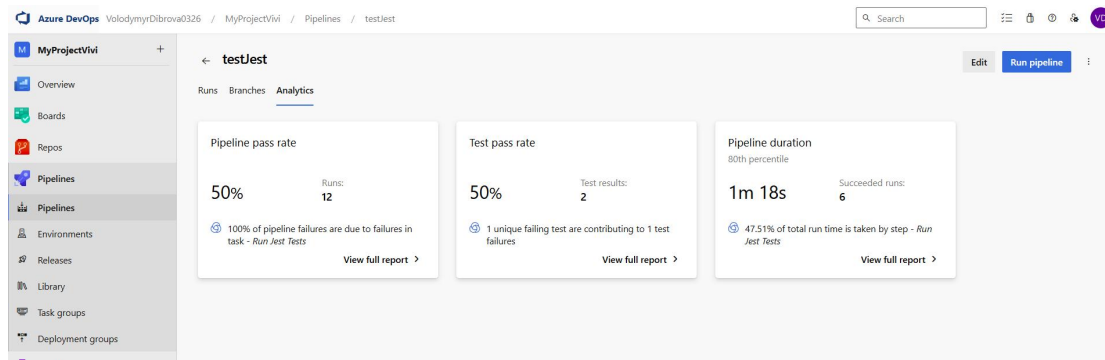 Azure DevOps VolodymyrDibrova0326 / MyProjectVivi / Pipelines / testJest
Search
VD
M MyProjectVivi +
Overview
Boards
Repos
Pipelines
Pipelines
Environments
Releases
Library
Task groups
Deployment groups
← testJest
Edit
Run pipeline
Runs Branches Analytics
Pipeline pass rate
50%
Runs:
12
100% of pipeline failures are due to failures in
task - Run Jest Tests
View full report >
Test pass rate
50%
Test results:
2
1 unique failing test are contributing to 1 test
failures
View full report >
Pipeline duration
80th percentile
1m 18s
Succeeded runs:
6
47.51% of total run time is taken by step - Run
Jest Tests
View full report >